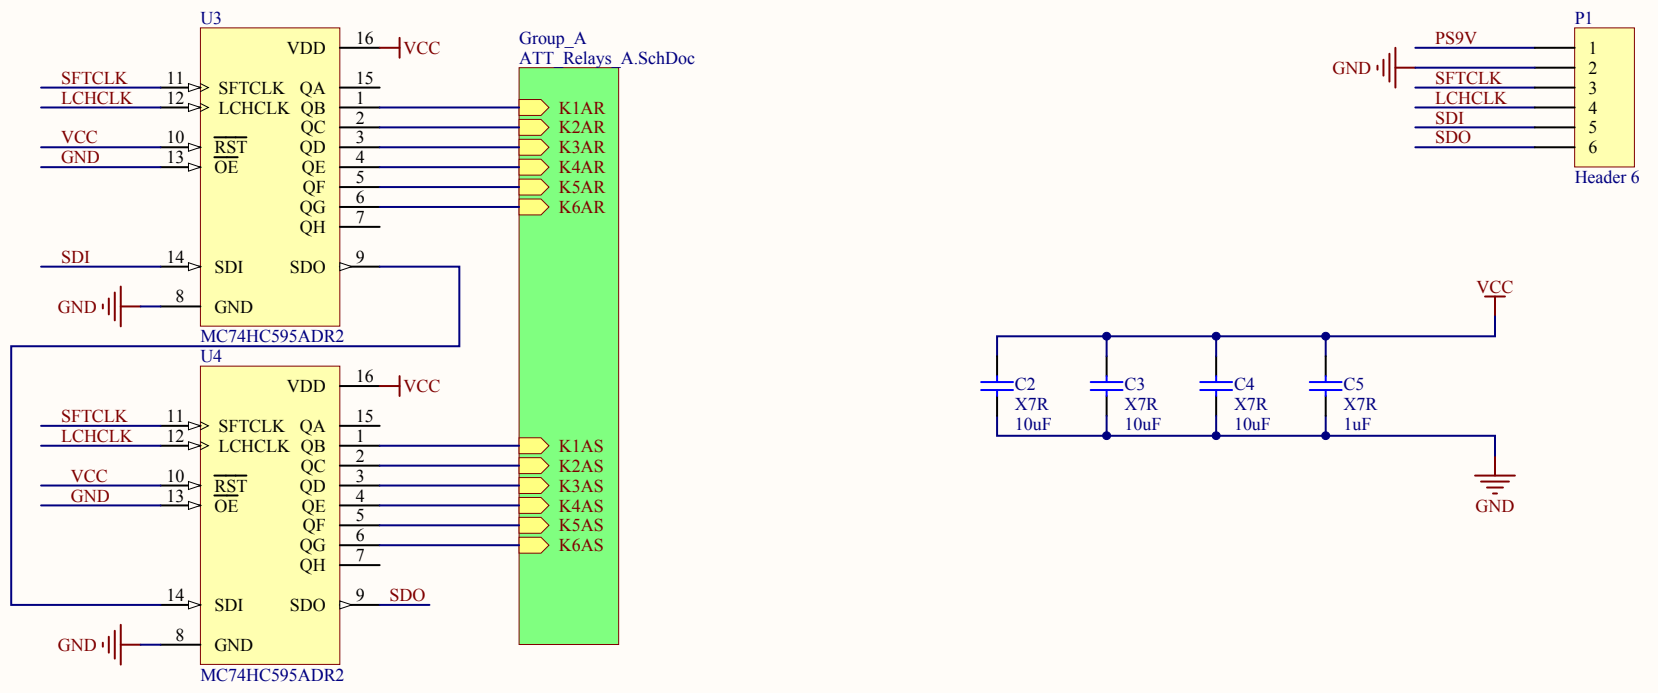 U3
VDD 16 VCC
SFTCLK 11 SFTCLK QA 15
LCHCLK 12 LCHCLK QB 1
QC 2
VCC 10 RST QD 3
GND 13 OE QE 4
QF 5
QG 6
QH 7
SDI 14 SDI SDO 9
GND 8 GND
MC74HC595ADR2
U4
VDD 16 VCC
SFTCLK 11 SFTCLK QA 15
LCHCLK 12 LCHCLK QB 1
QC 2
VCC 10 RST QD 3
GND 13 OE QE 4
QF 5
QG 6
QH 7
14 SDI SDO 9 SDO
GND 8 GND
MC74HC595ADR2
Group_A
ATT_Relays_A.SchDoc
K1AR
K2AR
K3AR
K4AR
K5AR
K6AR
K1AS
K2AS
K3AS
K4AS
K5AS
K6AS
P1
PS9V 1
GND 2
SFTCLK 3
LCHCLK 4
SDI 5
SDO 6
Header 6
VCC
C2 C3 C4 C5
X7R X7R X7R X7R
10uF 10uF 10uF 1uF
GND